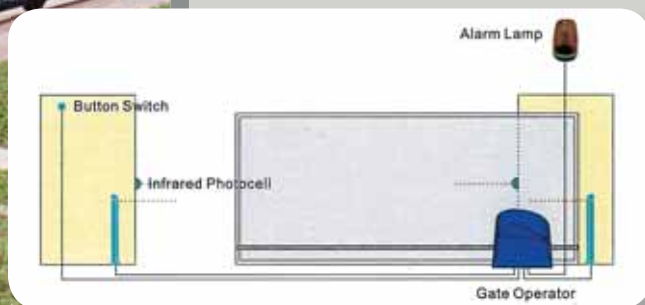 Alarm Lamp
Button Switch
Infrared Photocell
Gate Operator